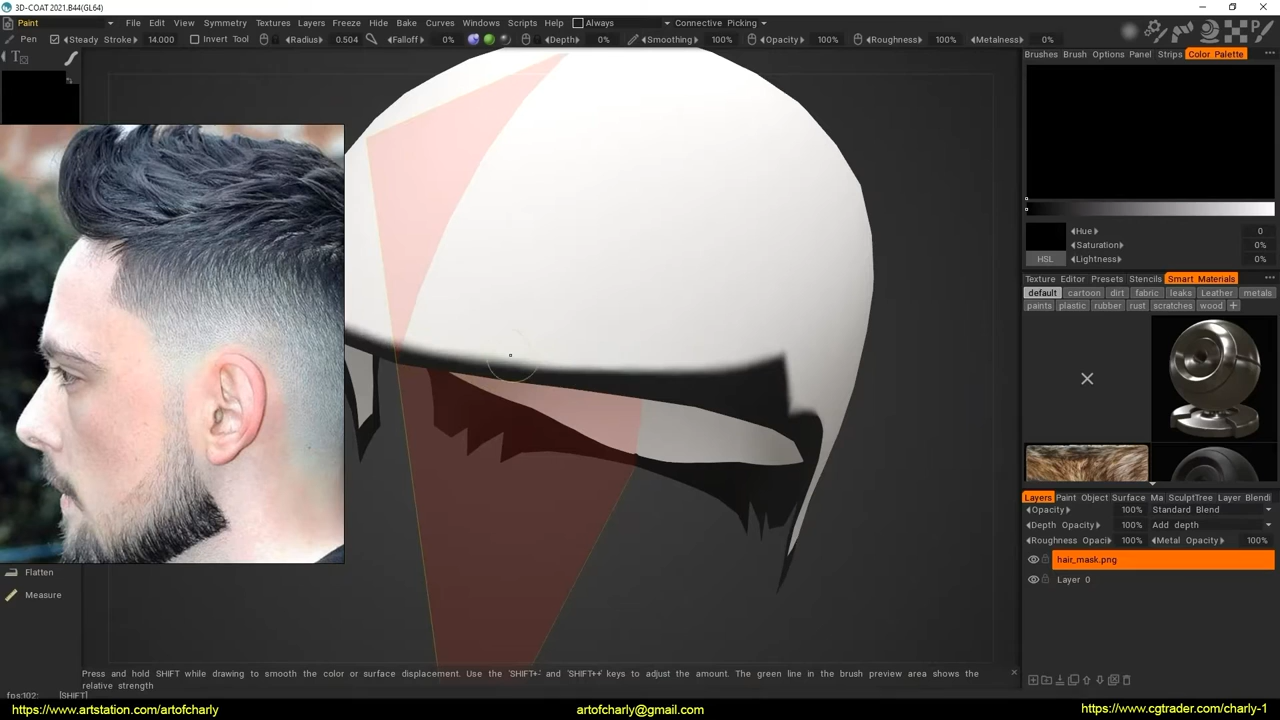 3D-COAT 2021.B44(GL64)
Paint File Edit View Symmetry Textures Layers Freeze Hide Bake Curves Windows Scripts Help Always Connective Picking
Pen Steady Stroke 14.000 Invert Tool Radius 0.504 Falloff 0% Depth 0% Smoothing 100% Opacity 100% Roughness 100% Metalness 0%
Brushes Brush Options Panel Strips Color Palette
Hue 0
Saturation 0%
HSL Lightness 0%
Texture Editor Presets Stencils Smart Materials
default cartoon dirt fabric leaks Leather metals
paints plastic rubber rust scratches wood +
Layers Paint Object Surface Ma SculptTree Layer Blendi
Opacity 100% Standard Blend
Depth Opacity 100% Add depth
Roughness Opaci 100% Metal Opacity 100%
hair_mask.png
Layer 0
Flatten
Measure
Press and hold SHIFT while drawing to smooth the color or surface displacement. Use the 'SHIFT+-' and 'SHIFT++' keys to adjust the amount. The green line in the brush preview area shows the
relative strength
fps:102; [SHIFT]
https://www.artstation.com/artofcharly artofcharly@gmail.com https://www.cgtrader.com/charly-1